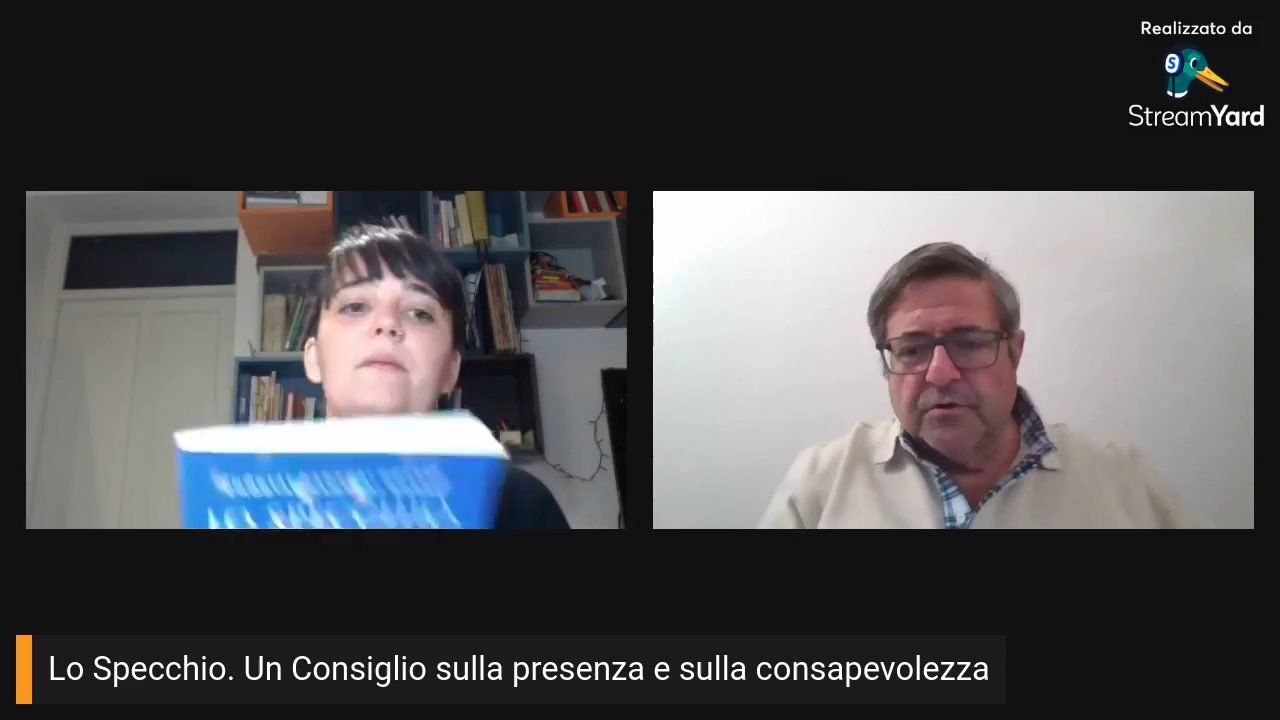 Realizzato da
StreamYard
Lo Specchio. Un Consiglio sulla presenza e sulla consapevolezza